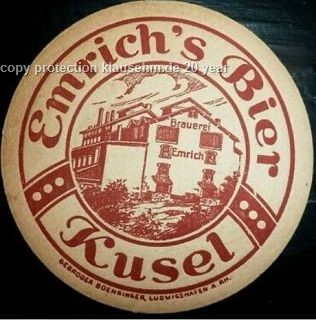 copy protection klausehm.de 20 year
Emrich's Bier
Brauerei
Emrich
Kusel
GEBRÜDER BOEHRINGER, LUDWIGSHAFEN A. RH.